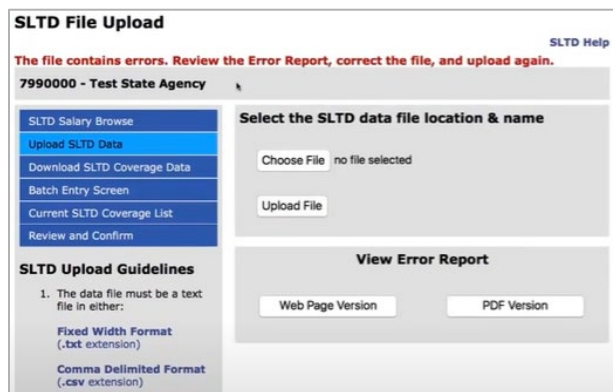 SLTD File Upload
SLTD Help
The file contains errors. Review the Error Report, correct the file, and upload again.
7990000 - Test State Agency
SLTD Salary Browse
Upload SLTD Data
Download SLTD Coverage Data
Batch Entry Screen
Current SLTD Coverage List
Review and Confirm
SLTD Upload Guidelines
1. The data file must be a text
file in either:
Fixed Width Format
(.txt extension)
Comma Delimited Format
(.csv extension)
Select the SLTD data file location & name
Choose File no file selected
Upload File
View Error Report
Web Page Version
PDF Version